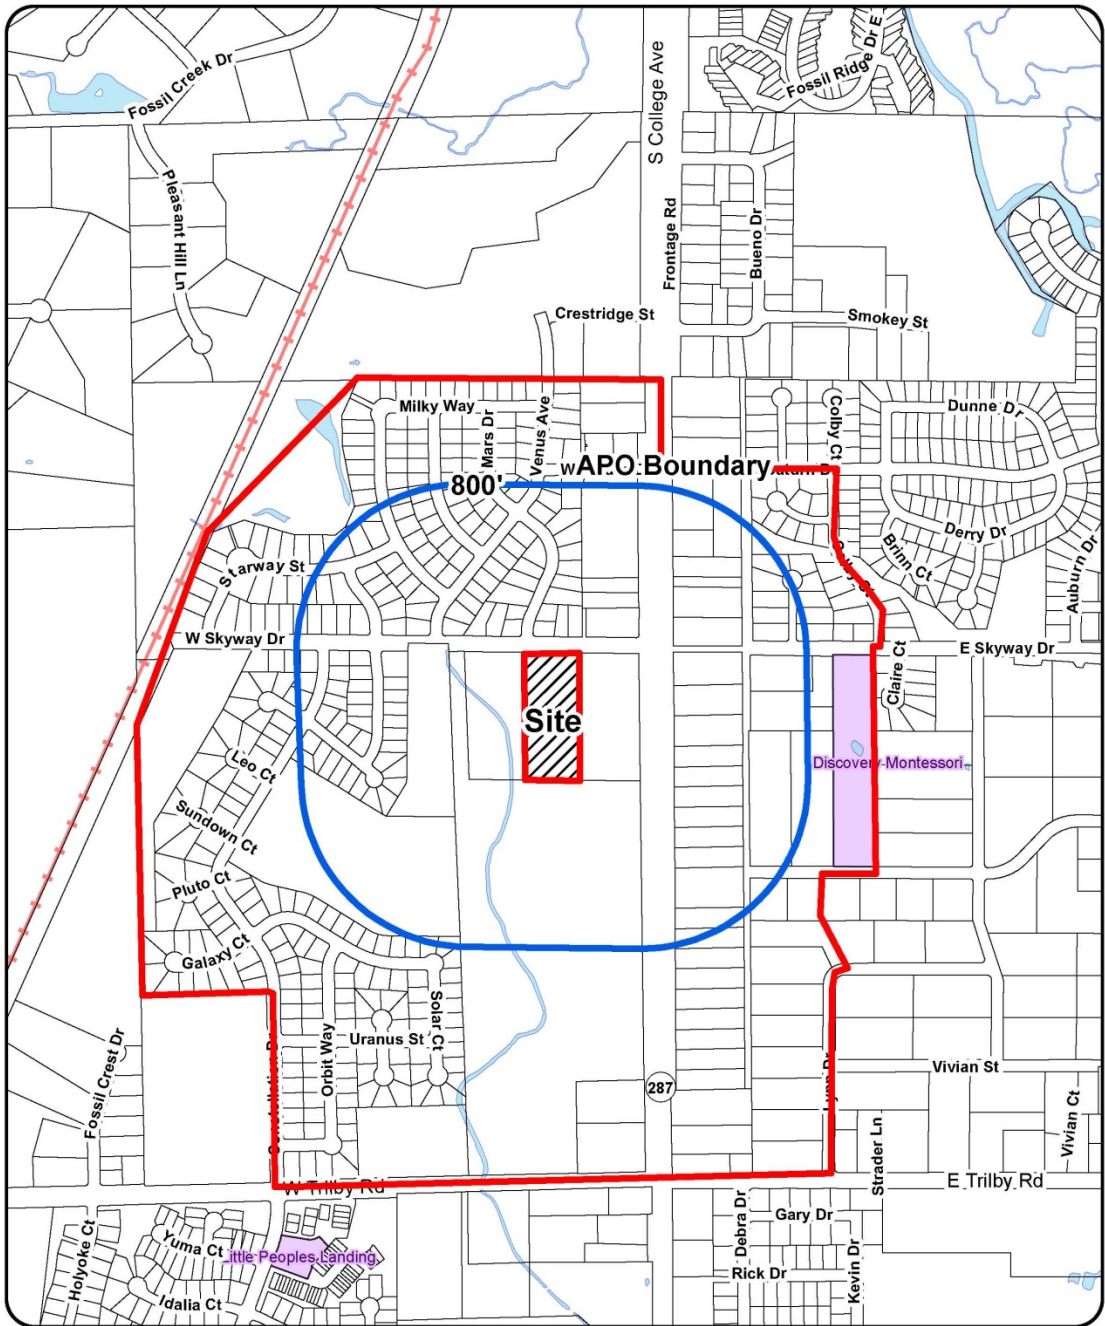 Fossil Creek Dr
Fossil Ridge Dr E
S College Ave
Pleasant Hill Ln
Frontage Rd
Bueno Dr
Crestridge St
Smokey St
Milky Way
Mars Dr
Venus Ave
Colby Ct
Dunne Dr
W
APO Boundary
800'
Derry Dr
Brinn Ct
Auburn Dr
Starway St
W Skyway Dr
E Skyway Dr
Claire Ct
Site
Leo Ct
Discovery Montessori
Sundown Ct
Pluto Ct
Galaxy Ct
Solar Ct
Orbit Way
Uranus St
Constellation Dr
Fossil Crest Dr
287
Lynn Dr
Vivian St
Vivian Ct
Strader Ln
W Trilby Rd
E Trilby Rd
Holyoke Ct
Yuma Ct
Little Peoples Landing
Idalia Ct
Debra Dr
Gary Dr
Rick Dr
Kevin Dr